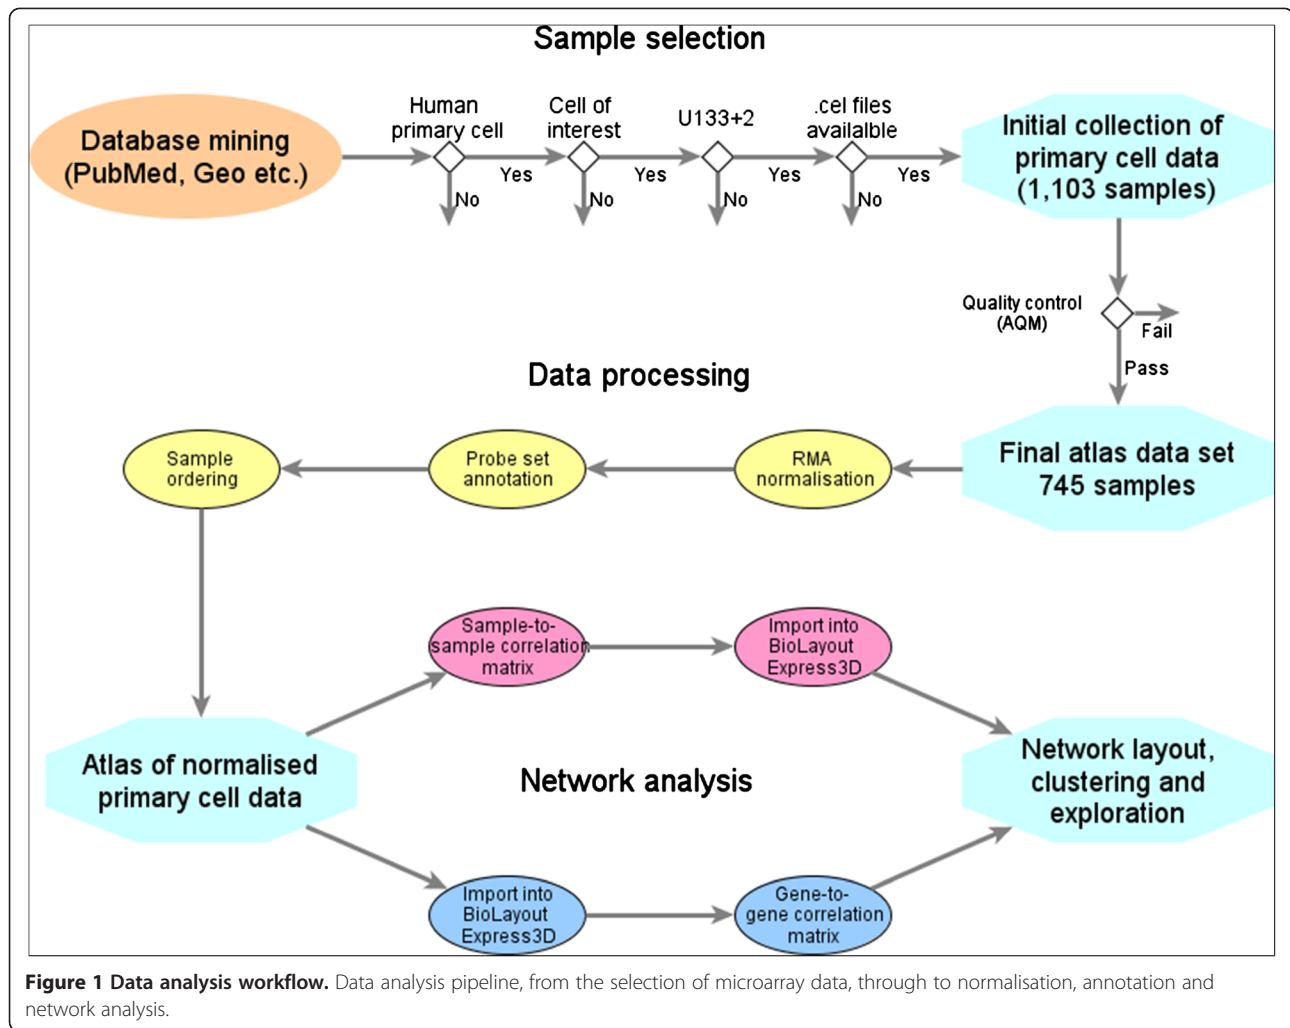 Sample selection
Database mining
(PubMed, Geo etc.)
Human
primary cell
Cell of
interest
U133+2
.cel files
availalble
Yes
Yes
Yes
Yes
No
No
No
No
Initial collection of
primary cell data
(1,103 samples)
Quality control
(AQM)
Fail
Pass
Data processing
Final atlas data set
745 samples
RMA
normalisation
Probe set
annotation
Sample
ordering
Sample-to-
sample correlation
matrix
Import into
BioLayout
Express3D
Atlas of normalised
primary cell data
Network analysis
Network layout,
clustering and
exploration
Import into
BioLayout
Express3D
Gene-to-
gene correlation
matrix
Figure 1 Data analysis workflow. Data analysis pipeline, from the selection of microarray data, through to normalisation, annotation and
network analysis.